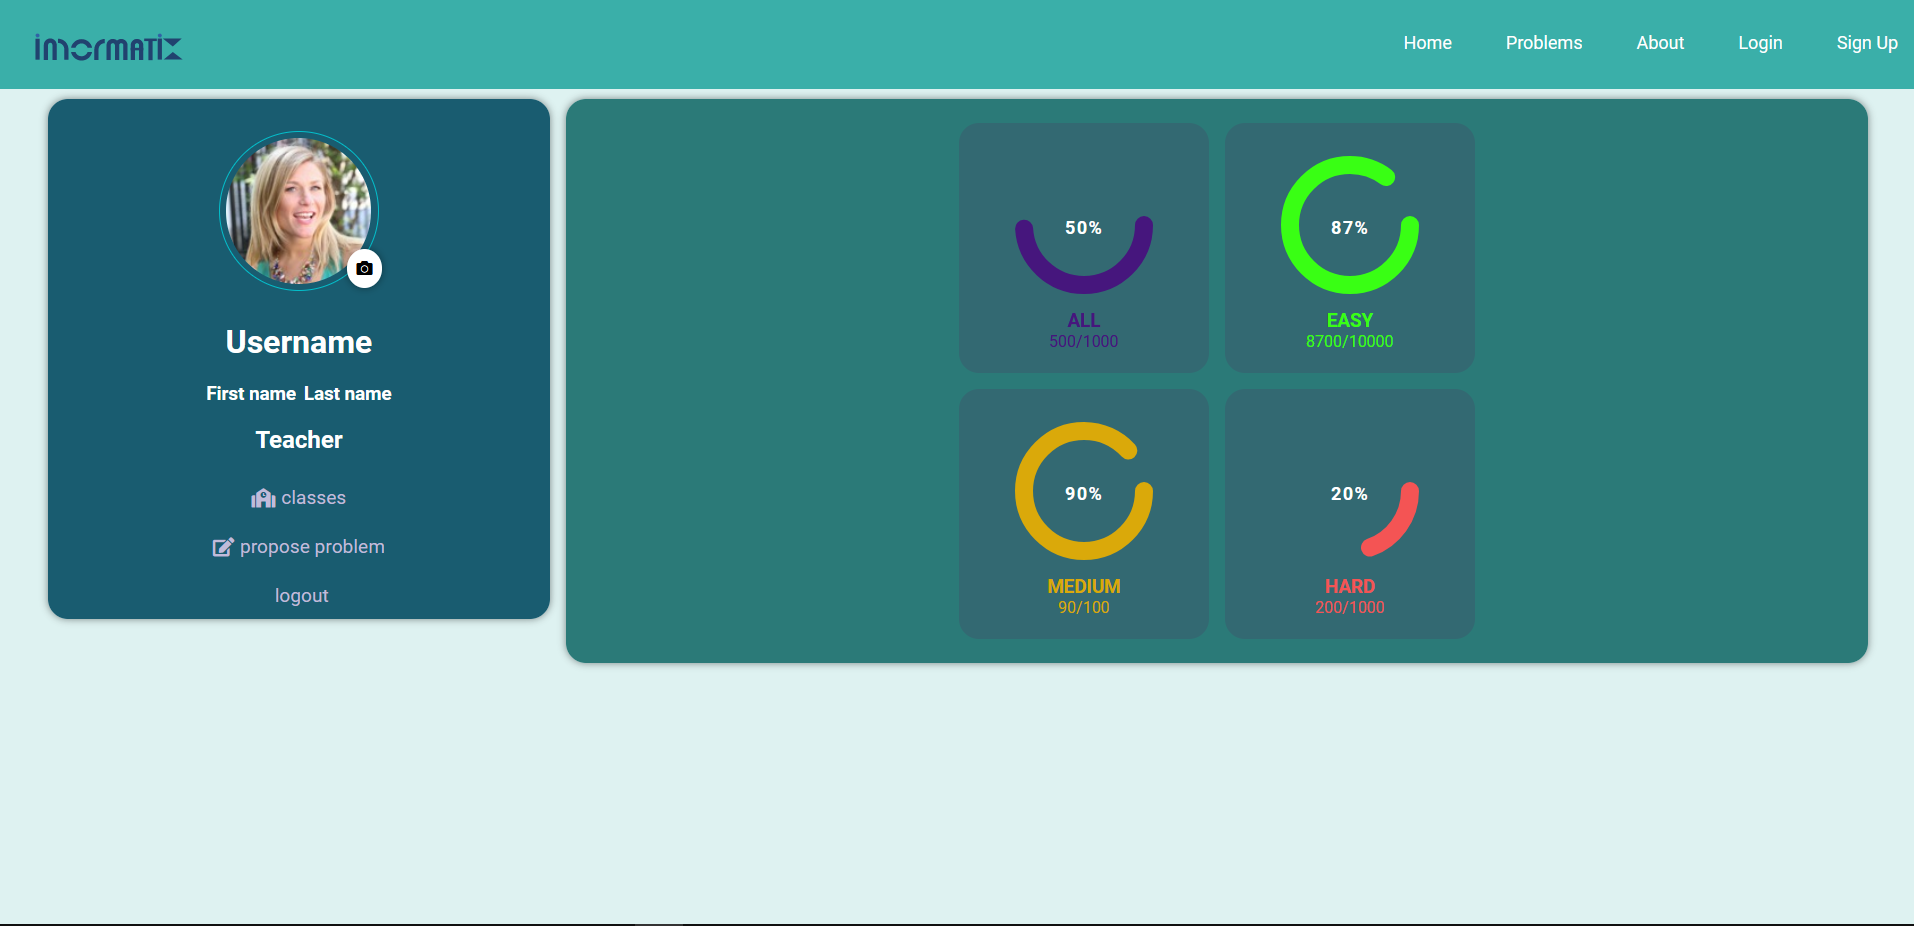 imormatix
Home Problems About Login Sign Up
Username
First name Last name
Teacher
classes
propose problem
logout
50%
ALL
500/1000
87%
EASY
8700/10000
90%
MEDIUM
90/100
20%
HARD
200/1000